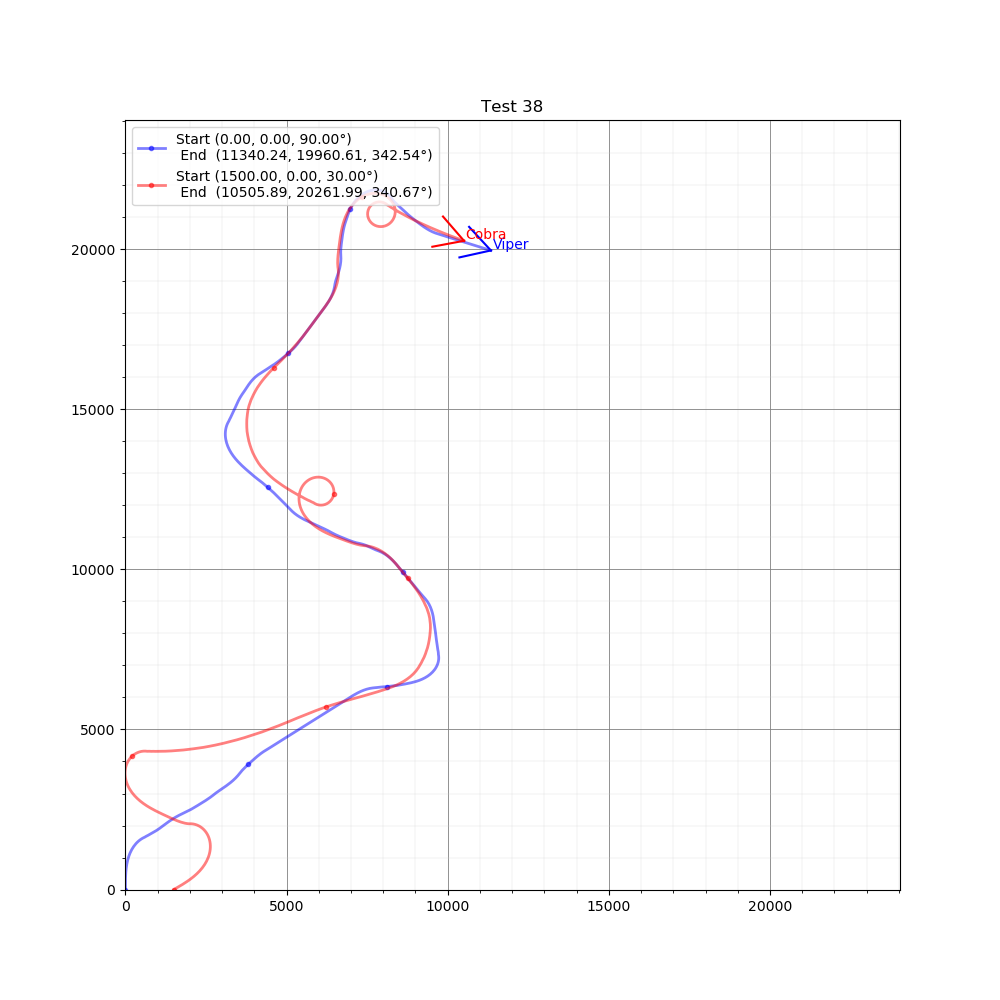 Test 38
Start (0.00, 0.00, 90.00°)
End (11340.24, 19960.61, 342.54°)
Start (1500.00, 0.00, 30.00°)
End (10505.89, 20261.99, 340.67°)
Cobra
Viper
20000
15000
10000
5000
0
0 5000 10000 15000 20000